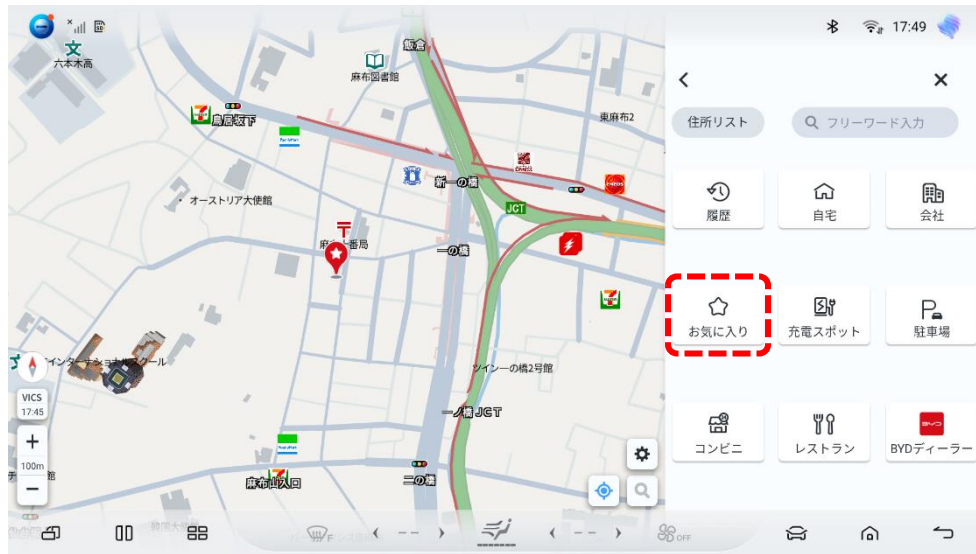 17:49
文
六本木高
飯倉
麻布図書館
東麻布2
鳥居坂下
FamilyMart
新一の橋
ENEOS
オーストリア大使館
JCT
一の橋
ツイン一の橋2号館
一ノ橋JCT
VICS
17:45
+
100m
−
麻布山入口
二の橋
住所リスト
フリーワード入力
履歴
自宅
会社
お気に入り
充電スポット
駐車場
コンビニ
レストラン
BYD
BYDディーラー
F
--
--
OFF